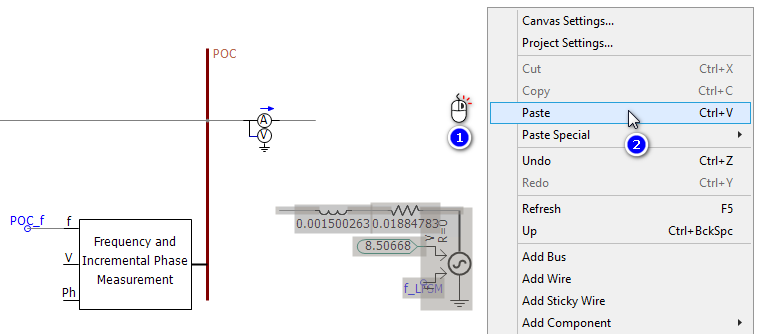 POC
A
V
POC_f
f
V
Ph
Frequency and
Incremental Phase
Measurement
0.001500263
0.01884783
8.50668
V
R=0
f_LFSM
1
2
Canvas Settings...
Project Settings...
Cut Ctrl+X
Copy Ctrl+C
Paste Ctrl+V
Paste Special
Undo Ctrl+Z
Redo Ctrl+Y
Refresh F5
Up Ctrl+BckSpc
Add Bus
Add Wire
Add Sticky Wire
Add Component